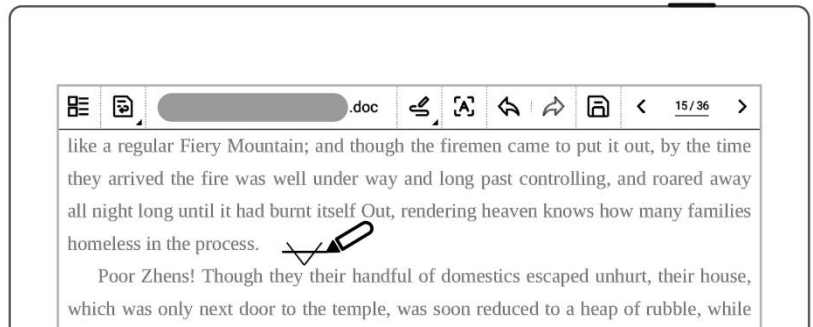 .doc 15 / 36
like a regular Fiery Mountain; and though the firemen came to put it out, by the time
they arrived the fire was well under way and long past controlling, and roared away
all night long until it had burnt itself Out, rendering heaven knows how many families
homeless in the process.
Poor Zhens! Though they their handful of domestics escaped unhurt, their house,
which was only next door to the temple, was soon reduced to a heap of rubble, while